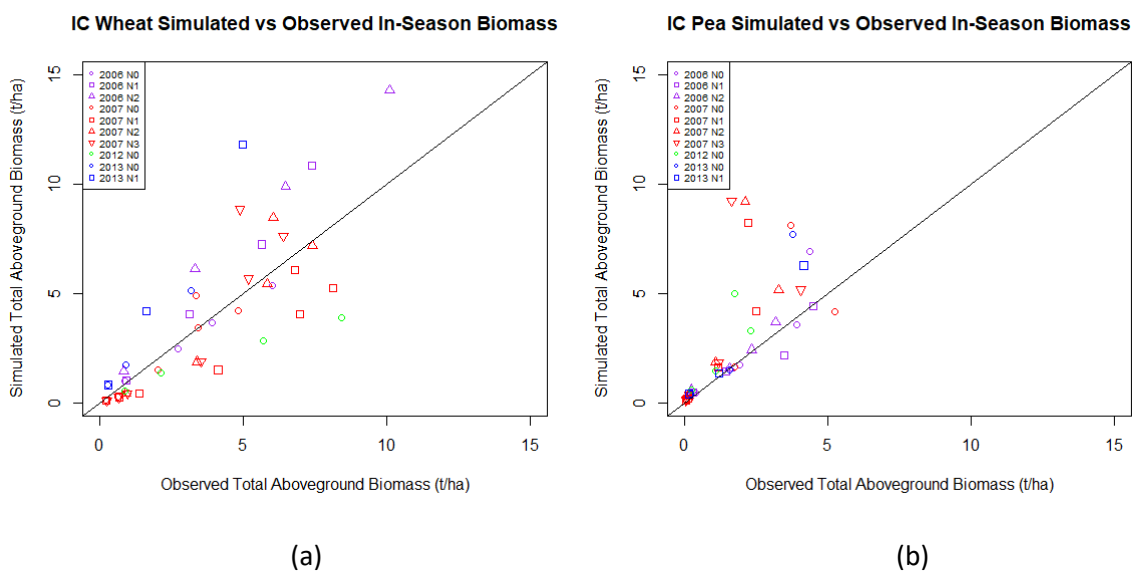 IC Wheat Simulated vs Observed In-Season Biomass
Simulated Total Aboveground Biomass (t/ha)
15
10
5
0
2006 N0
2006 N1
2006 N2
2007 N0
2007 N1
2007 N2
2007 N3
2012 N0
2013 N0
2013 N1
0 5 10 15
Observed Total Aboveground Biomass (t/ha)
(a)
IC Pea Simulated vs Observed In-Season Biomass
Simulated Total Aboveground Biomass (t/ha)
15
10
5
0
2006 N0
2006 N1
2006 N2
2007 N0
2007 N1
2007 N2
2007 N3
2012 N0
2013 N0
2013 N1
0 5 10 15
Observed Total Aboveground Biomass (t/ha)
(b)